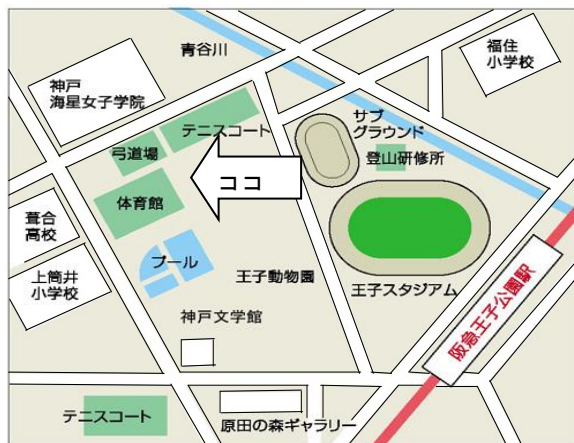 青谷川
福住
小学校
神戸
海星女子学院
サブ
グラウンド
テニスコート
登山研修所
弓道場
ココ
体育館
葺合
高校
プール
王子動物園
上筒井
小学校
王子スタジアム
阪急王子公園駅
神戸文学館
テニスコート
原田の森ギャラリー